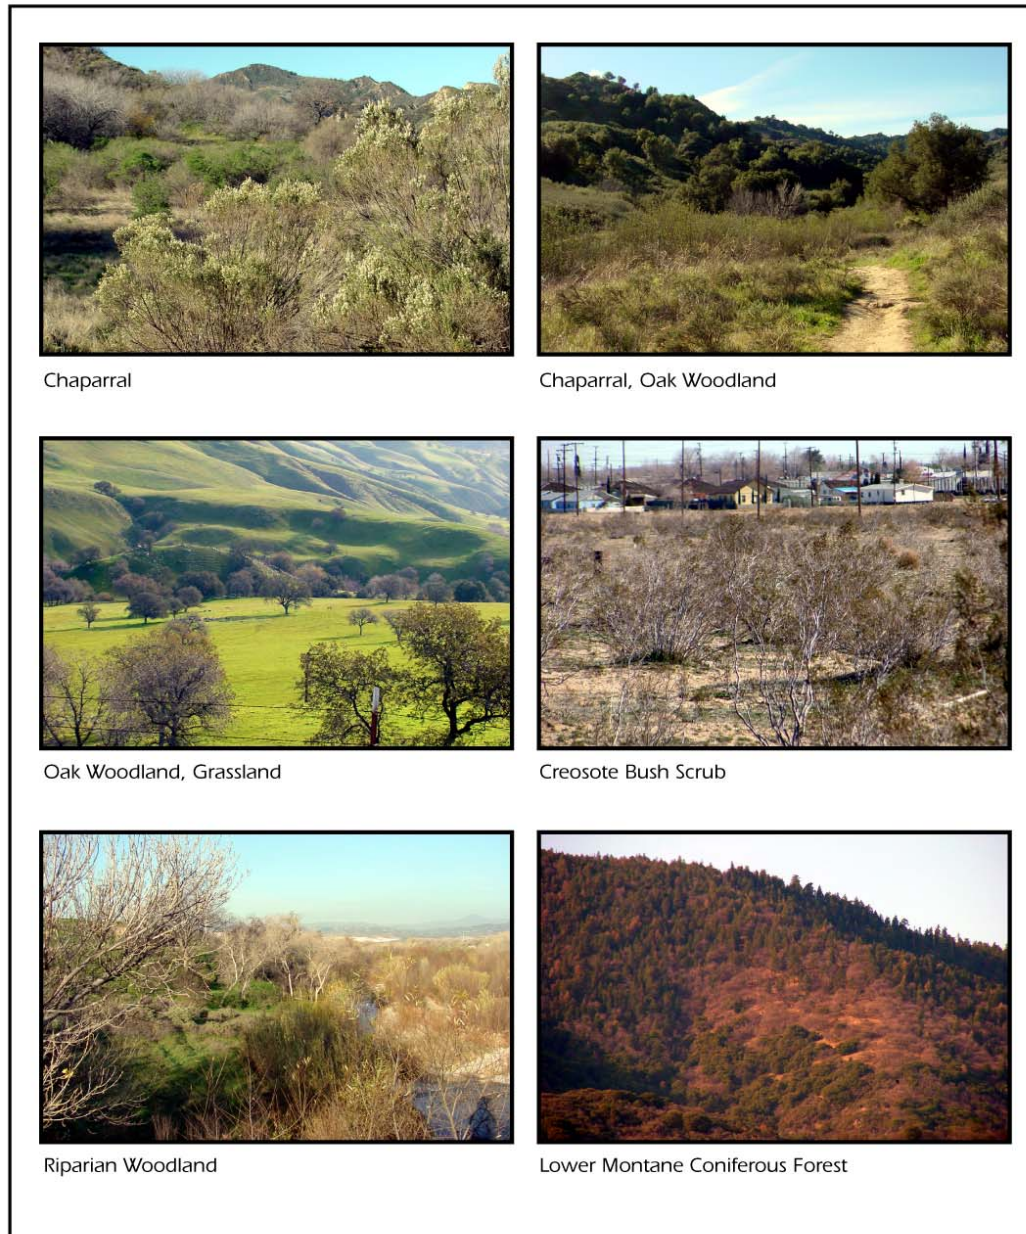 Chaparral
Chaparral, Oak Woodland
Oak Woodland, Grassland
Creosote Bush Scrub
Riparian Woodland
Lower Montane Coniferous Forest